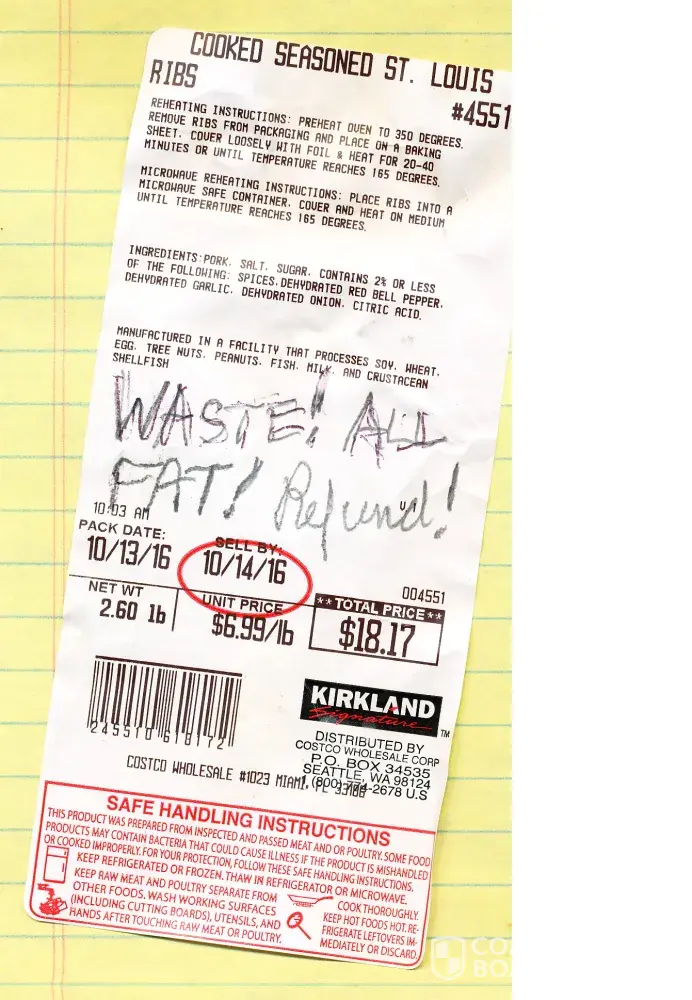 COOKED SEASONED ST. LOUIS
RIBS
#4551
REHEATING INSTRUCTIONS: PREHEAT OVEN TO 350 DEGREES.
REMOVE RIBS FROM PACKAGING AND PLACE ON A BAKING
SHEET. COVER LOOSELY WITH FOIL & HEAT FOR 20-40
MINUTES OR UNTIL TEMPERATURE REACHES 165 DEGREES.
MICROWAVE REHEATING INSTRUCTIONS: PLACE RIBS INTO A
MICROWAVE SAFE CONTAINER. COVER AND HEAT ON MEDIUM
UNTIL TEMPERATURE REACHES 165 DEGREES.
INGREDIENTS:PORK. SALT. SUGAR. CONTAINS 2% OR LESS
OF THE FOLLOWING: SPICES.DEHYDRATED RED BELL PEPPER.
DEHYDRATED GARLIC. DEHYDRATED ONION. CITRIC ACID.
MANUFACTURED IN A FACILITY THAT PROCESSES SOY. WHEAT.
EGG. TREE NUTS. PEANUTS. FISH. MILK. AND CRUSTACEAN
SHELLFISH
WASTE! ALL
FAT! Refund!
10:03 AM
PACK DATE: SELL BY:
10/13/16 10/14/16
004551
NET WT UNIT PRICE **TOTAL PRICE**
2.60 lb $6.99/lb $18.17
KIRKLAND
Signature
TM
245510 618172
DISTRIBUTED BY
COSTCO WHOLESALE CORP
P.O. BOX 34535
SEATTLE, WA 98124
1 (800) 774-2678 U.S
COSTCO WHOLESALE #1023 MIAMI, FL
SAFE HANDLING INSTRUCTIONS
THIS PRODUCT WAS PREPARED FROM INSPECTED AND PASSED MEAT AND OR POULTRY. SOME FOOD
PRODUCTS MAY CONTAIN BACTERIA THAT COULD CAUSE ILLNESS IF THE PRODUCT IS MISHANDLED
OR COOKED IMPROPERLY. FOR YOUR PROTECTION, FOLLOW THESE SAFE HANDLING INSTRUCTIONS.
KEEP REFRIGERATED OR FROZEN. THAW IN REFRIGERATOR OR MICROWAVE.
KEEP RAW MEAT AND POULTRY SEPARATE FROM
OTHER FOODS. WASH WORKING SURFACES
(INCLUDING CUTTING BOARDS), UTENSILS, AND
HANDS AFTER TOUCHING RAW MEAT OR POULTRY.
COOK THOROUGHLY.
KEEP HOT FOODS HOT. RE-
FRIGERATE LEFTOVERS IM-
MEDIATELY OR DISCARD.